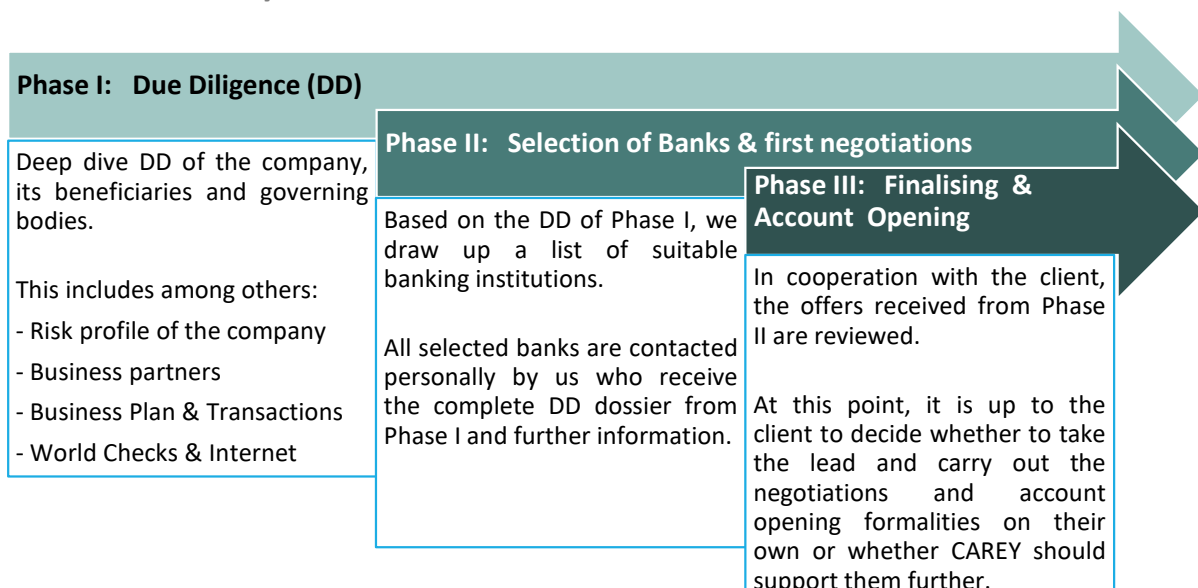 Phase I: Due Diligence (DD)
Deep dive DD of the company,
its beneficiaries and governing
bodies.
This includes among others:
- Risk profile of the company
- Business partners
- Business Plan & Transactions
- World Checks & Internet
Phase II: Selection of Banks & first negotiations
Based on the DD of Phase I, we
draw up a list of suitable
banking institutions.
All selected banks are contacted
personally by us who receive
the complete DD dossier from
Phase I and further information.
Phase III: Finalising &
Account Opening
In cooperation with the client,
the offers received from Phase
II are reviewed.
At this point, it is up to the
client to decide whether to take
the lead and carry out the
negotiations and account
opening formalities on their
own or whether CAREY should
support them further.